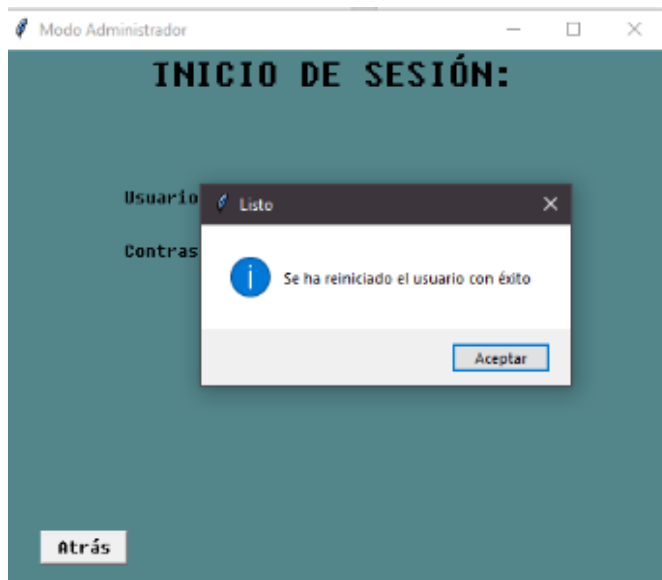 Modo Administrador
INICIO DE SESIÓN:
Usuario
Listo
Contras
Se ha reiniciado el usuario con éxito
Aceptar
Atrás